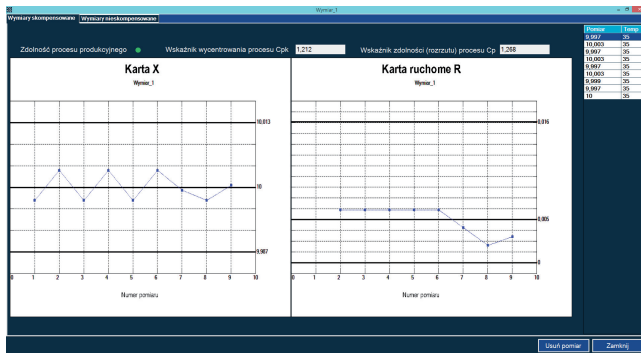 Wymiar_1
Wymiary skompensowane Wymiary nieskompensowane
Zdolność procesu produkcyjnego Wskaźnik wycentrowania procesu Cpk 1,212 Wskaźnik zdolności (rozrzutu) procesu Cp 1,268
Pomiar Temp
0,997 35
10,003 35
9,997 35
10,003 35
9,997 35
10,003 35
9,999 35
9,997 35
10 35
Karta X
Wymiar_1
10,013
10
9,987
0 1 2 3 4 5 6 7 8 9 10
Numer pomiaru
Karta ruchome R
Wymiar_1
0,016
0,005
0
0 1 2 3 4 5 6 7 8 9 10
Numer pomiaru
Usuń pomiar Zamknij